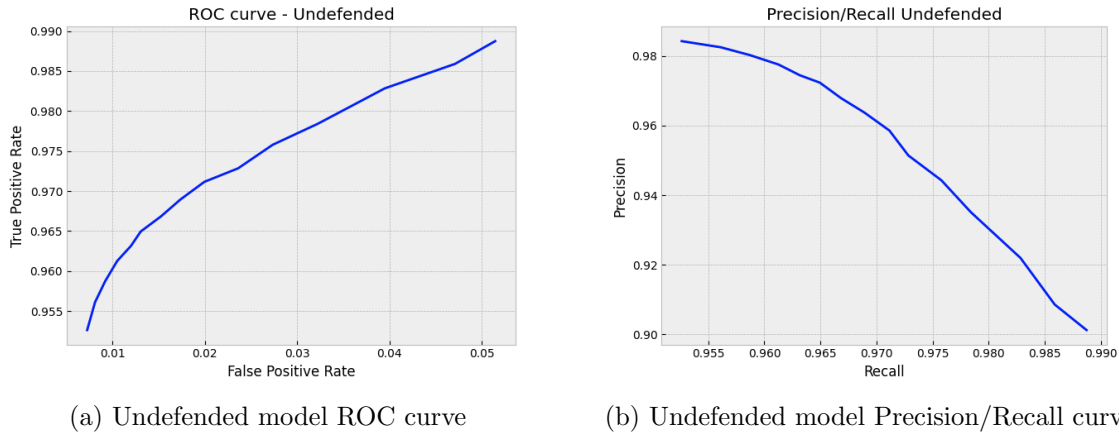 ROC curve - Undefended
0.990
0.985
0.980
0.975
0.970
0.965
0.960
0.955
True Positive Rate
0.01 0.02 0.03 0.04 0.05
False Positive Rate
(a) Undefended model ROC curve
Precision/Recall Undefended
0.98
0.96
0.94
0.92
0.90
Precision
0.955 0.960 0.965 0.970 0.975 0.980 0.985 0.990
Recall
(b) Undefended model Precision/Recall curv